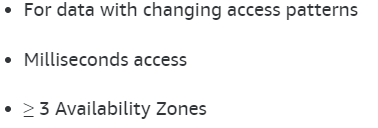 • For data with changing access patterns
• Milliseconds access
• ≥ 3 Availability Zones